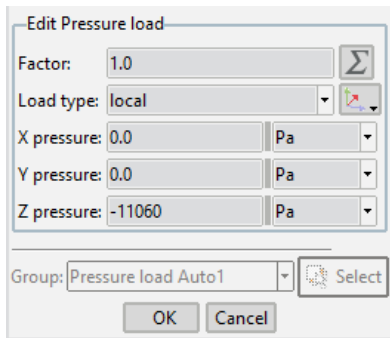 Edit Pressure load
Factor: 1.0 Σ
Load type: local
X pressure: 0.0 Pa
Y pressure: 0.0 Pa
Z pressure: -11060 Pa
Group: Pressure load Auto1 Select
OK Cancel